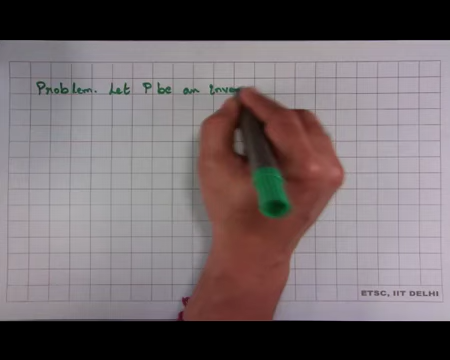 Problem. Let P be an inve
ETSC, IIT DELHI